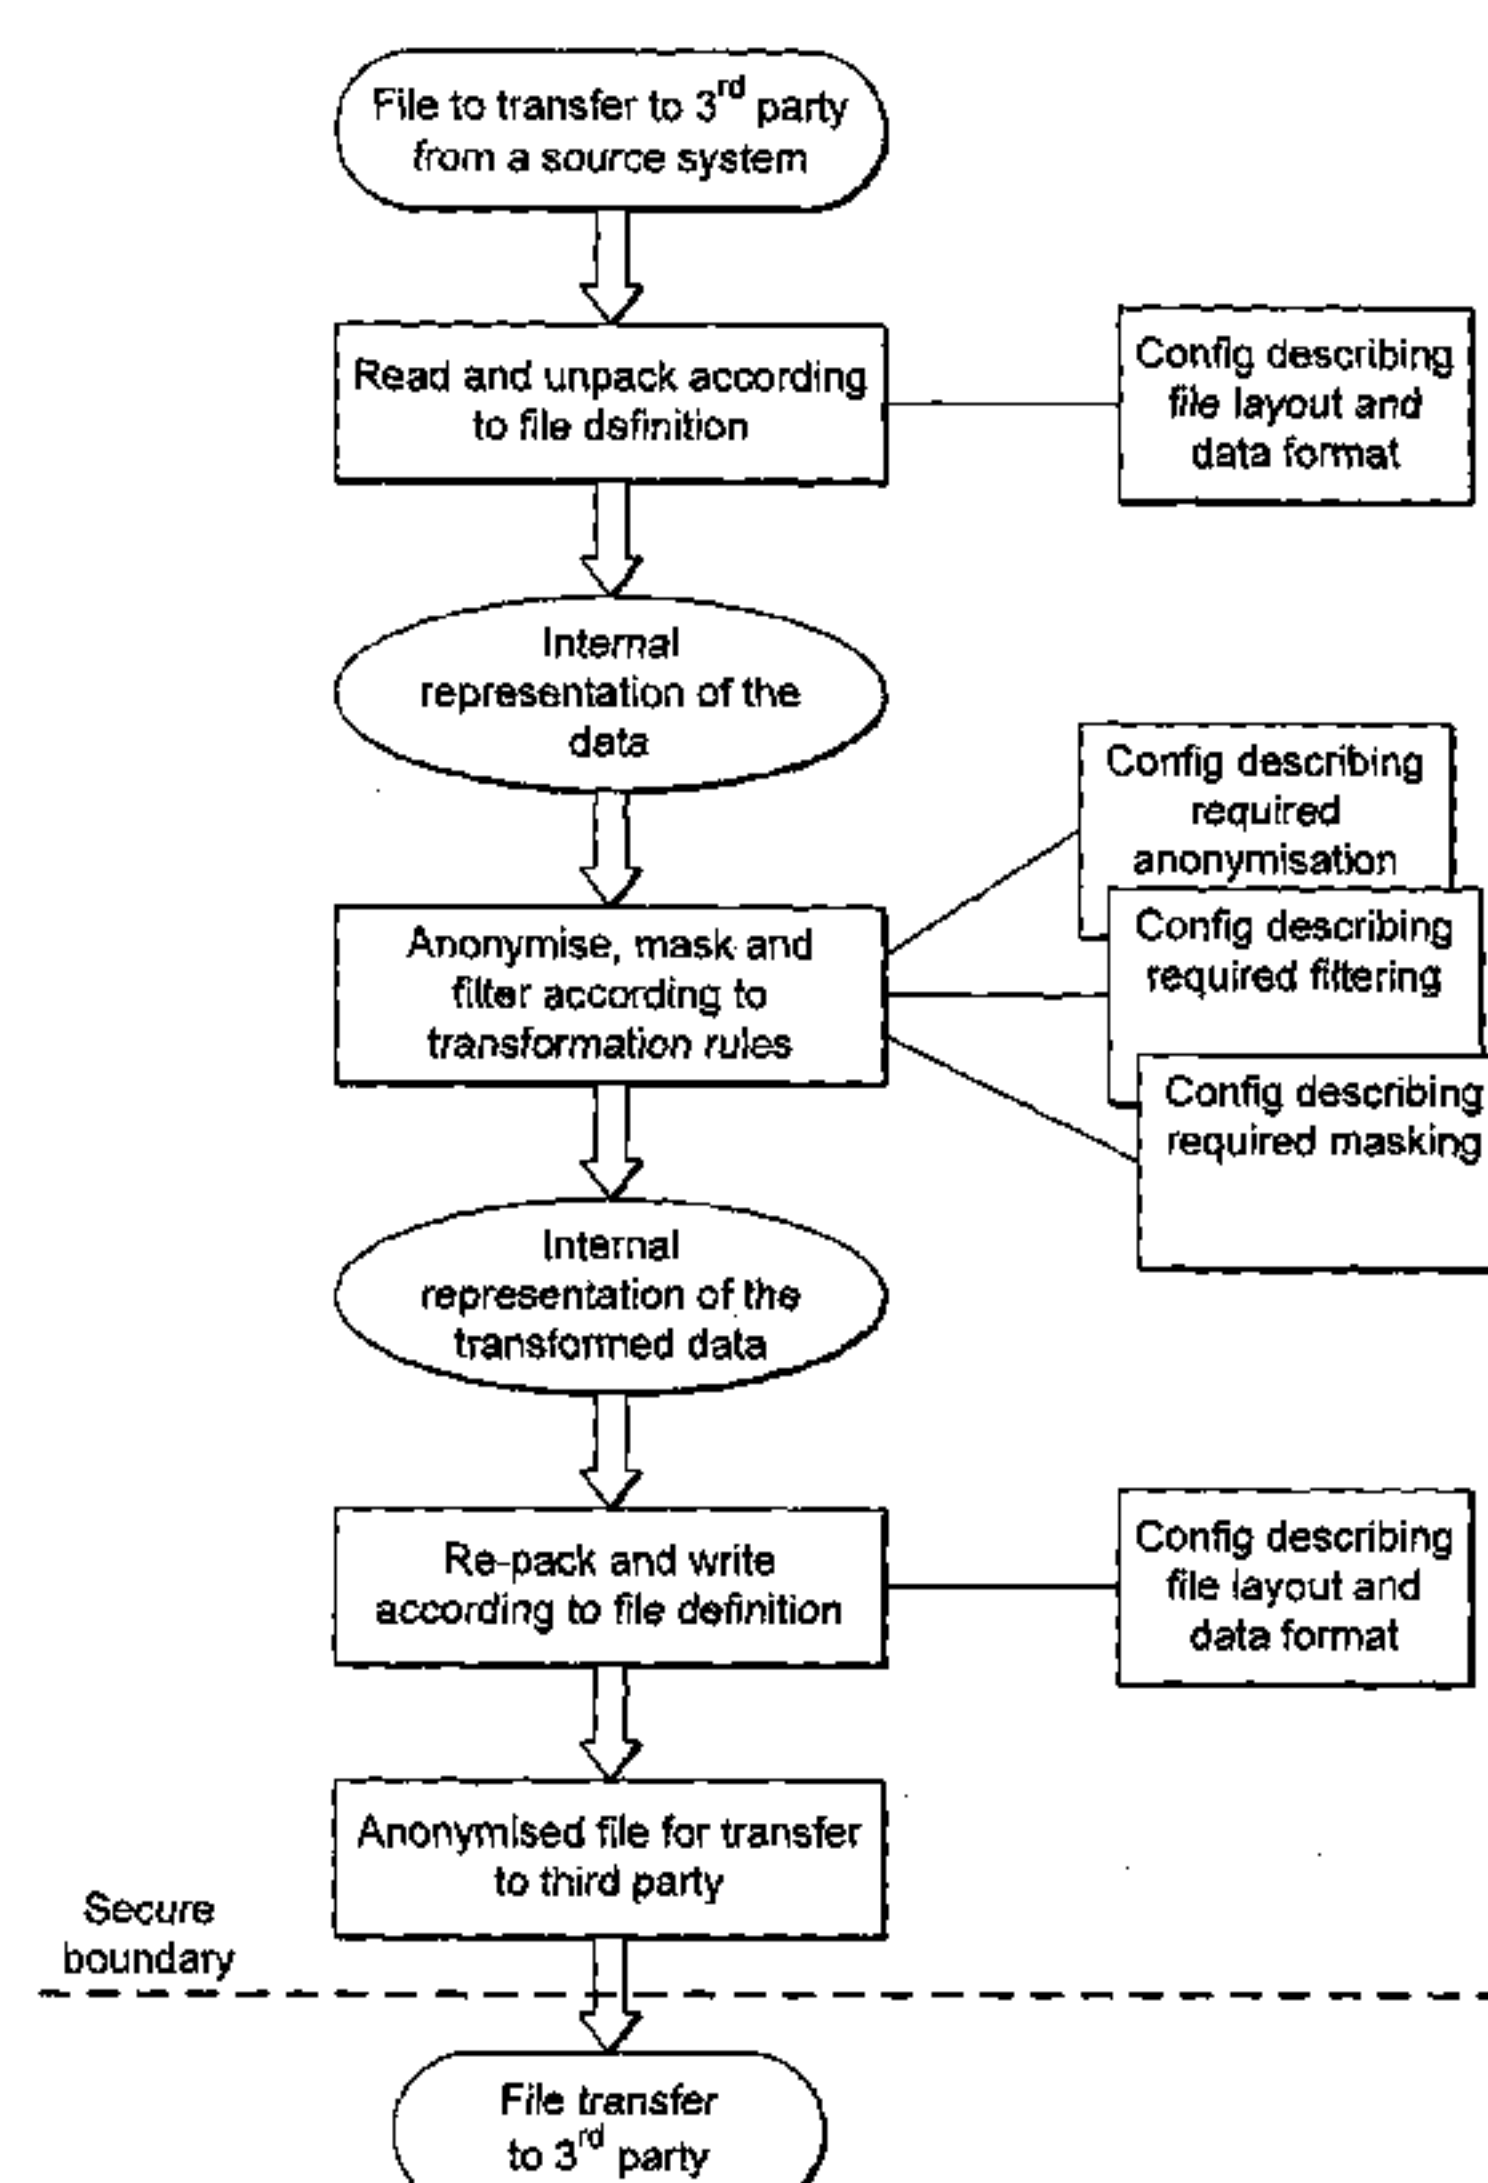 File to transfer to 3rd party
from a source system
Read and unpack according
to file definition
Config describing
file layout and
data format
Internal
representation of the
data
Config describing
required
anonymisation
Anonymise, mask and
filter according to
transformation rules
Config describing
required filtering
Config describing
required masking
Internal
representation of the
transformed data
Re-pack and write
according to file definition
Config describing
file layout and
data format
Anonymised file for transfer
to third party
Secure
boundary
File transfer
to 3rd party